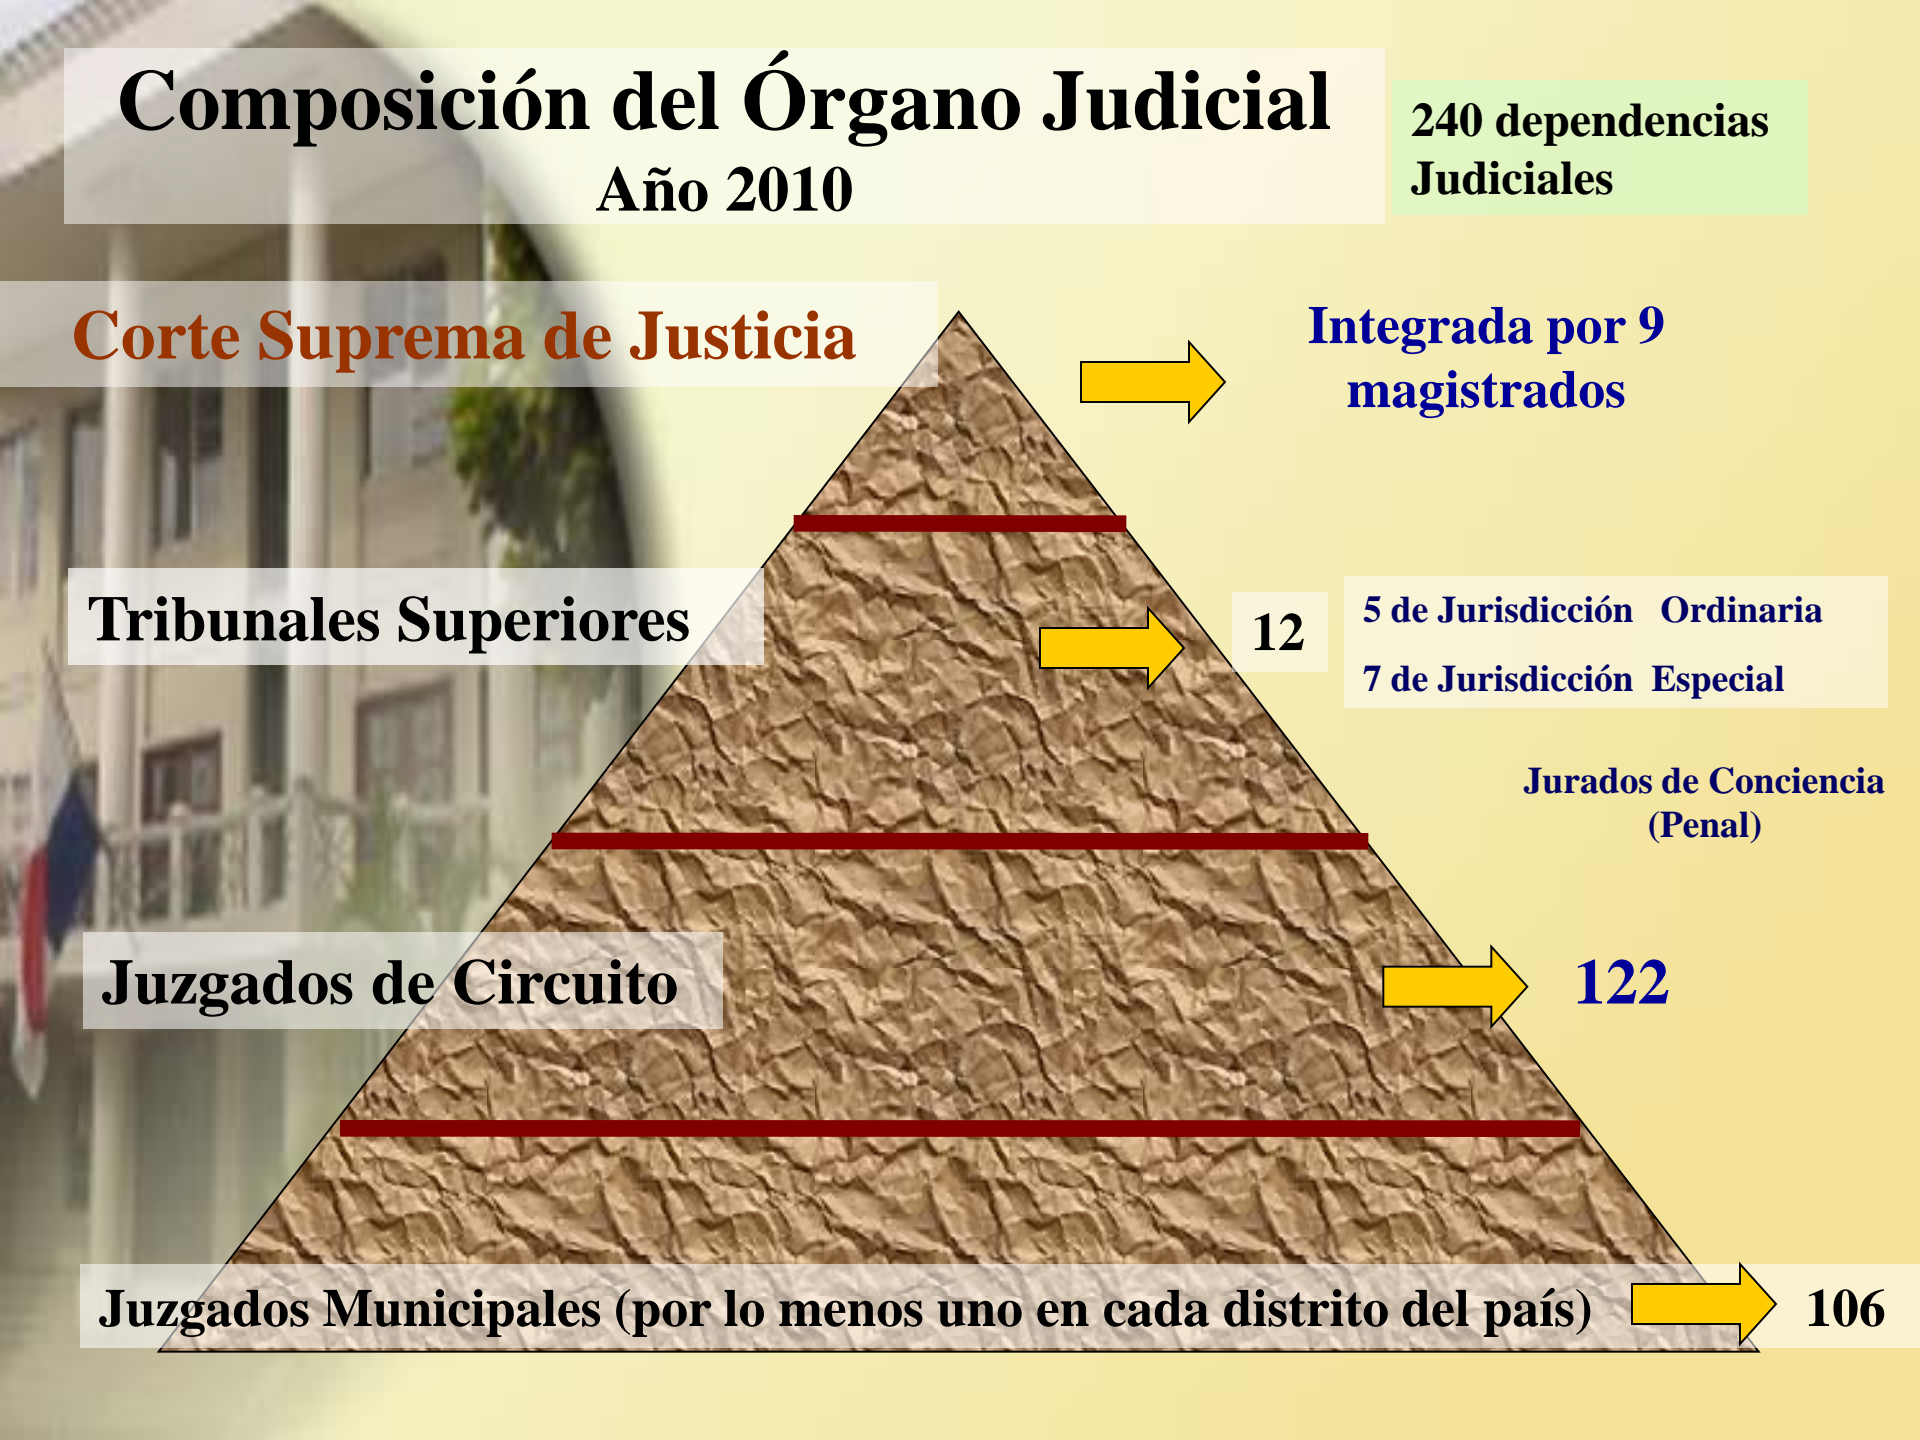 Composición del Órgano Judicial
Año 2010
240 dependencias
Judiciales
Corte Suprema de Justicia
Integrada por 9
magistrados
Tribunales Superiores
12
5 de Jurisdicción Ordinaria
7 de Jurisdicción Especial
Jurados de Conciencia
(Penal)
Juzgados de Circuito
122
Juzgados Municipales (por lo menos uno en cada distrito del país)
106